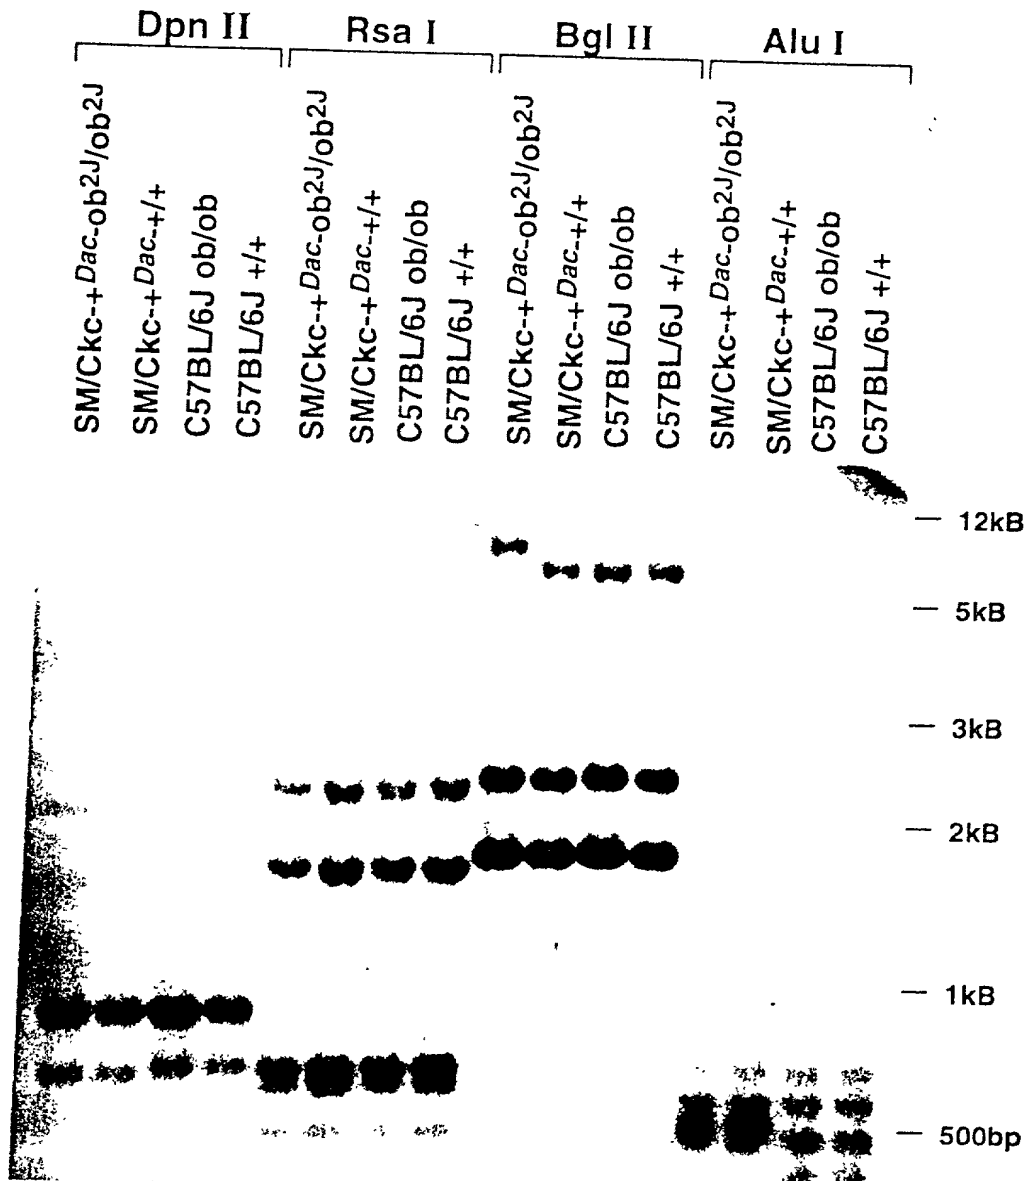 Dpn II
Rsa I
Bgl II
Alu I
SM/Ckc-+Dac-ob2J/ob2J
SM/Ckc-+Dac-+/+
C57BL/6J ob/ob
C57BL/6J +/+
SM/Ckc-+Dac-ob2J/ob2J
SM/Ckc-+Dac-+/+
C57BL/6J ob/ob
C57BL/6J +/+
SM/Ckc-+Dac-ob2J/ob2J
SM/Ckc-+Dac-+/+
C57BL/6J ob/ob
C57BL/6J +/+
SM/Ckc-+Dac-ob2J/ob2J
SM/Ckc-+Dac-+/+
C57BL/6J ob/ob
C57BL/6J +/+
12kB
5kB
3kB
2kB
1kB
500bp